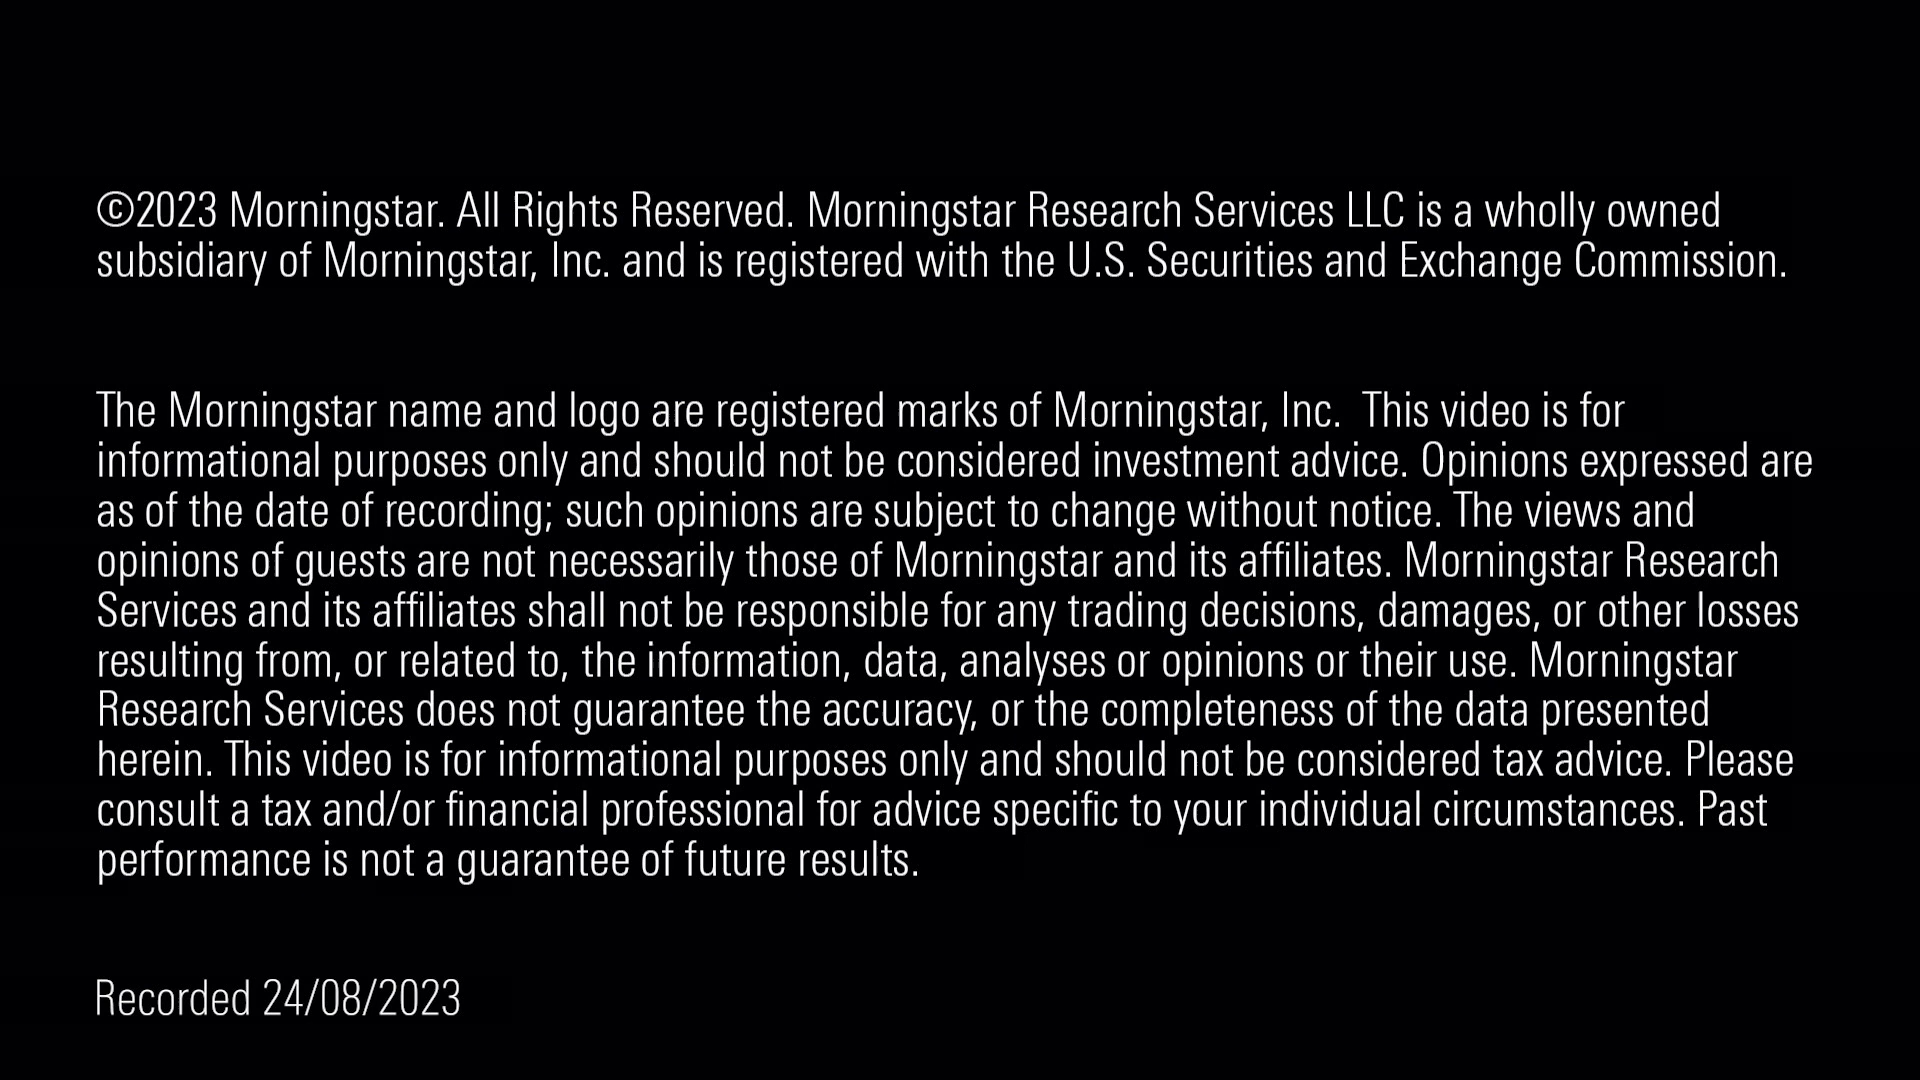 ©2023 Morningstar. All Rights Reserved. Morningstar Research Services LLC is a wholly owned
subsidiary of Morningstar, Inc. and is registered with the U.S. Securities and Exchange Commission.
The Morningstar name and logo are registered marks of Morningstar, Inc.  This video is for
informational purposes only and should not be considered investment advice. Opinions expressed are
as of the date of recording; such opinions are subject to change without notice. The views and
opinions of guests are not necessarily those of Morningstar and its affiliates. Morningstar Research
Services and its affiliates shall not be responsible for any trading decisions, damages, or other losses
resulting from, or related to, the information, data, analyses or opinions or their use. Morningstar
Research Services does not guarantee the accuracy, or the completeness of the data presented
herein. This video is for informational purposes only and should not be considered tax advice. Please
consult a tax and/or financial professional for advice specific to your individual circumstances. Past
performance is not a guarantee of future results.
Recorded 24/08/2023